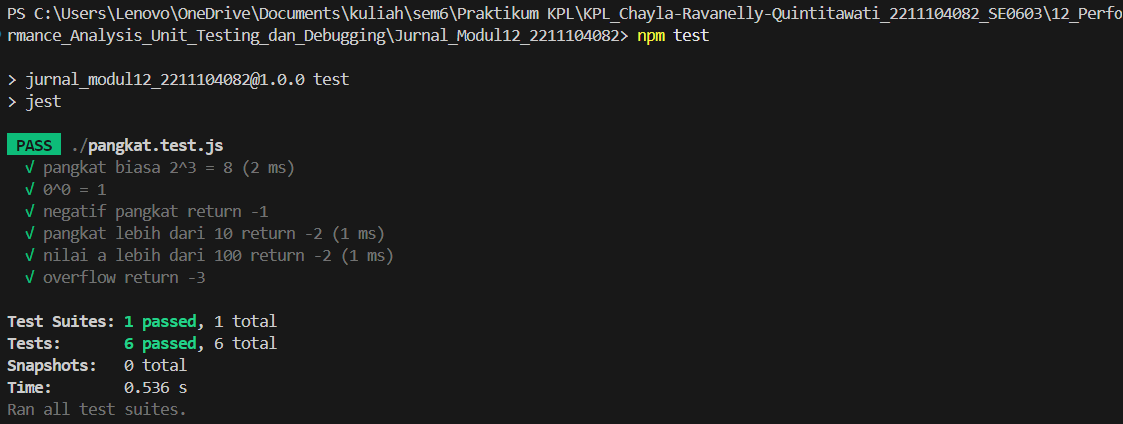 PS C:\Users\Lenovo\OneDrive\Documents\kuliah\sem6\Praktikum KPL\KPL_Chayla-Ravanelly-Quintitawati_2211104082_SE0603\12_Perfo
rmance_Analysis_Unit_Testing_dan_Debugging\Jurnal_Modul12_2211104082> npm test
> jurnal_modul12_2211104082@1.0.0 test
> jest
PASS ./pangkat.test.js
√ pangkat biasa 2^3 = 8 (2 ms)
√ 0^0 = 1
√ negatif pangkat return -1
√ pangkat lebih dari 10 return -2 (1 ms)
√ nilai a lebih dari 100 return -2 (1 ms)
√ overflow return -3
Test Suites: 1 passed, 1 total
Tests: 6 passed, 6 total
Snapshots: 0 total
Time: 0.536 s
Ran all test suites.